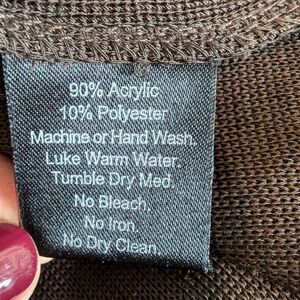 90% Acrylic
10% Polyester
Machine or Hand Wash.
Luke Warm Water.
Tumble Dry Med.
No Bleach.
No Iron.
No Dry Clean.